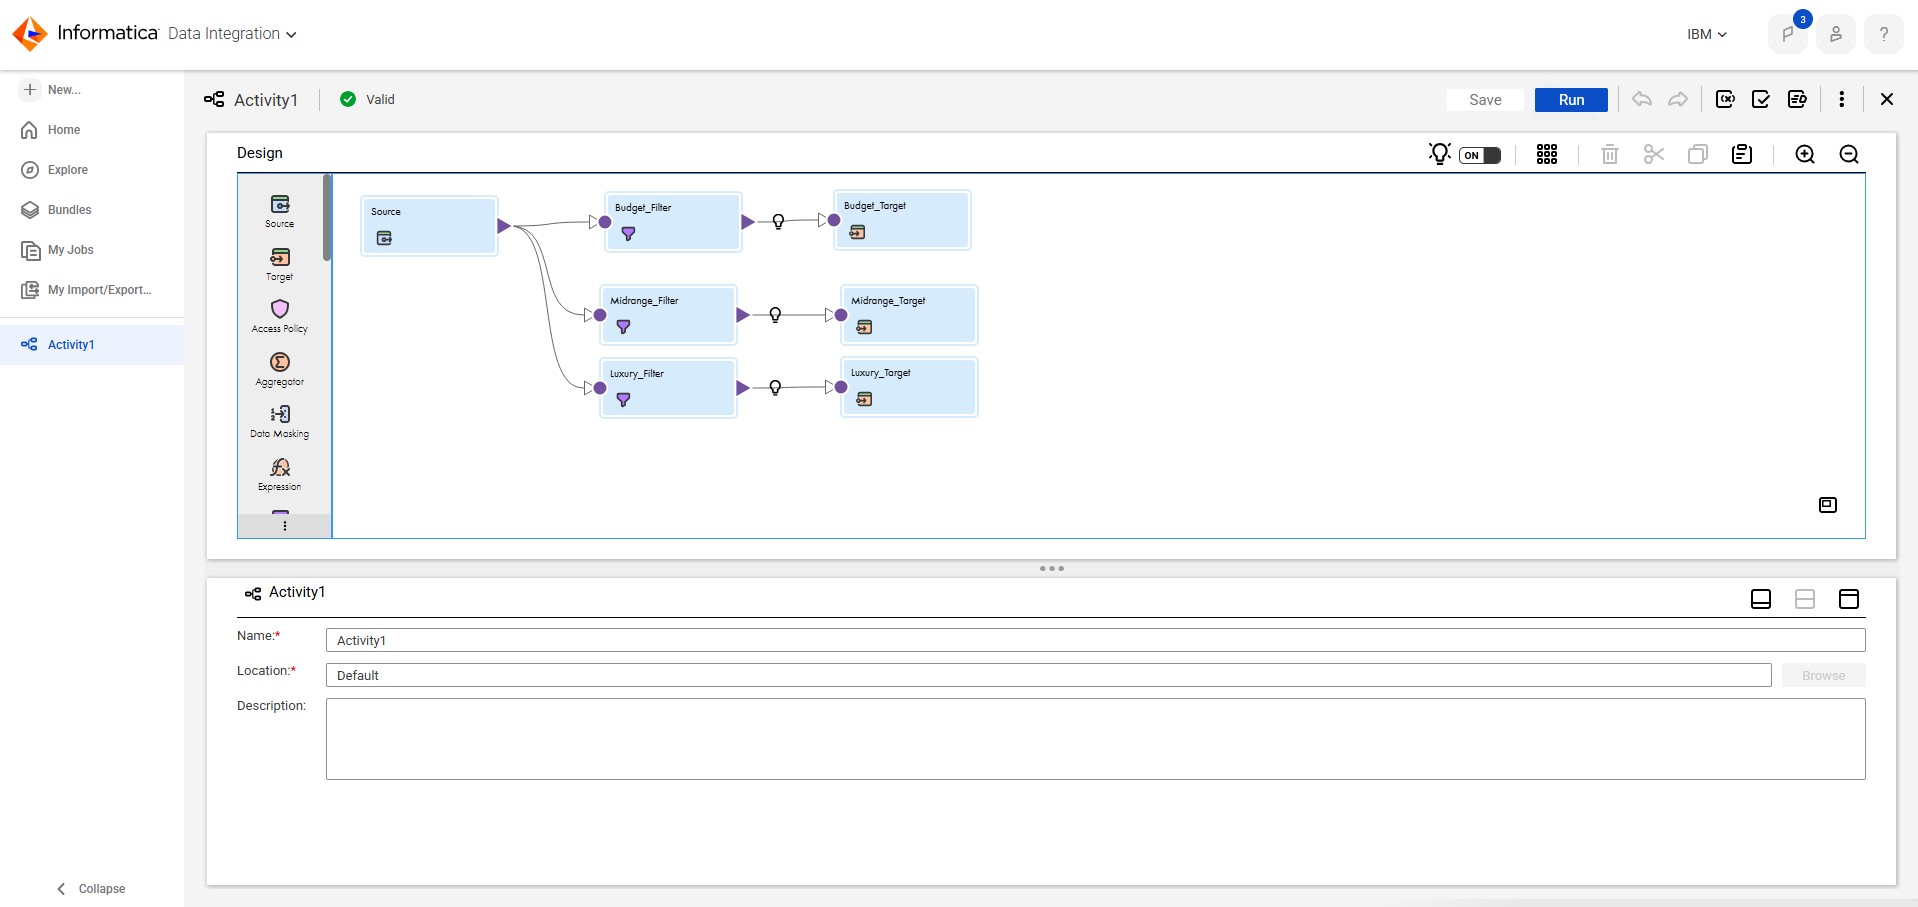 Informatica Data Integration
IBM
3
?
New...
Home
Explore
Bundles
My Jobs
My Import/Export...
Activity1
Collapse
Activity1
Valid
Save
Run
Design
ON
Source
Target
Access Policy
Aggregator
Data Masking
Expression
Source
Budget_Filter
Budget_Target
Midrange_Filter
Midrange_Target
Luxury_Filter
Luxury_Target
Activity1
Name:*
Activity1
Location:*
Default
Browse
Description: